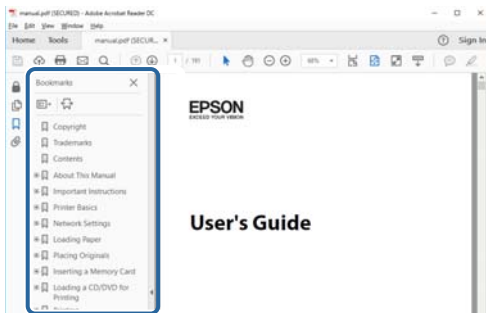 manual.pdf (SECURED) - Adobe Acrobat Reader DC
File Edit View Window Help
Home Tools manual.pdf (SECUR... × Sign In
Bookmarks
Copyright
Trademarks
Contents
About This Manual
Important Instructions
Printer Basics
Network Settings
Loading Paper
Placing Originals
Inserting a Memory Card
Loading a CD/DVD for
Printing
EPSON
EXCEED YOUR VISION
User's Guide